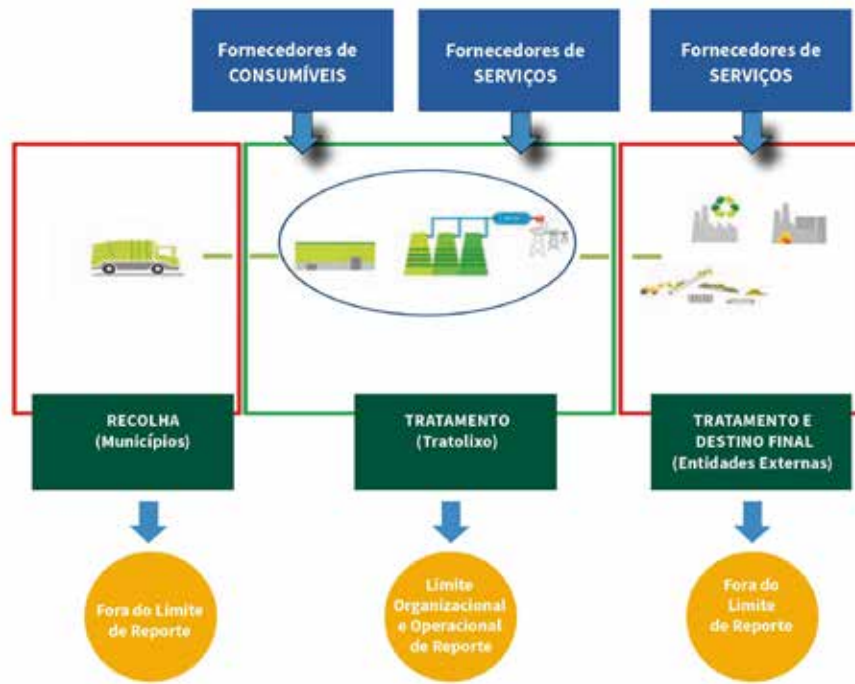 Fornecedores de
CONSUMÍVEIS
Fornecedores de
SERVIÇOS
Fornecedores de
SERVIÇOS
RECOLHA
(Municípios)
TRATAMENTO
(Tratolixo)
TRATAMENTO E
DESTINO FINAL
(Entidades Externas)
Fora do Limite
de Reporte
Limite
Organizacional
e Operacional
de Reporte
Fora do
Limite
de Reporte